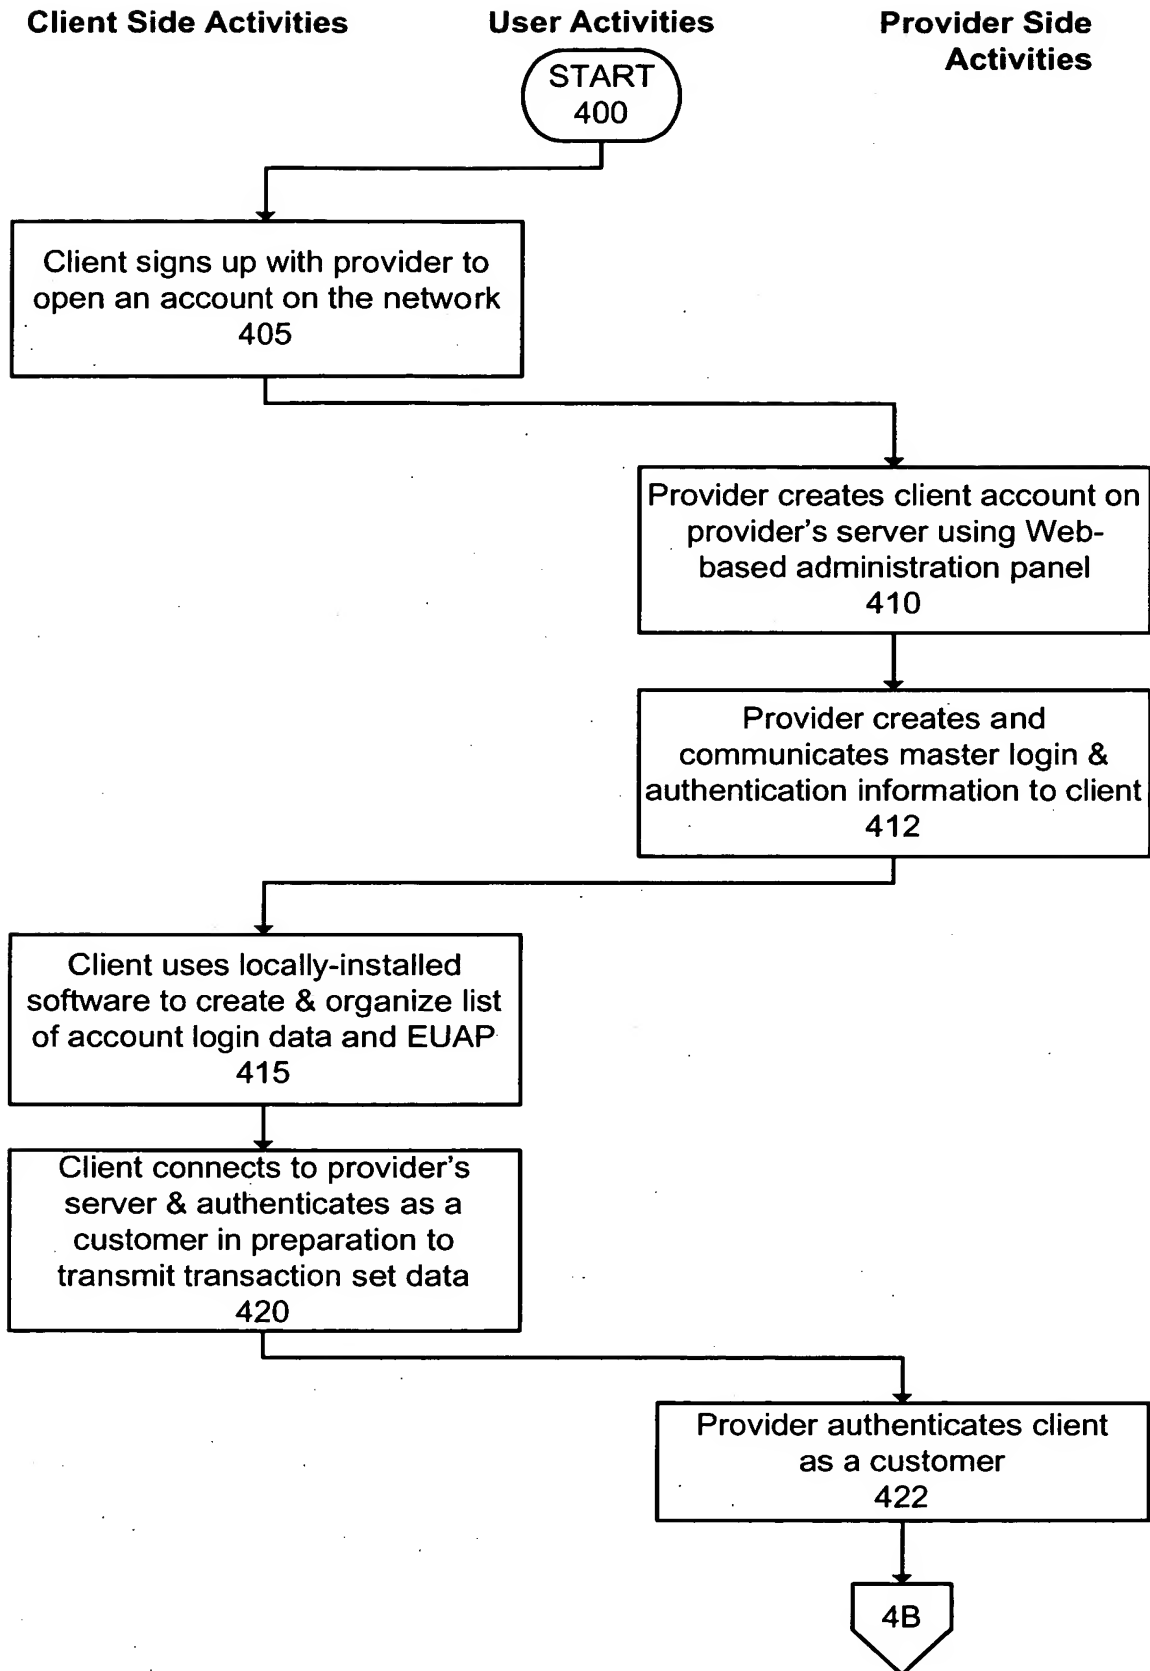 Client Side Activities
User Activities
Provider Side
Activities
START
400
Client signs up with provider to
open an account on the network
405
Provider creates client account on
provider's server using Web-
based administration panel
410
Provider creates and
communicates master login &
authentication information to client
412
Client uses locally-installed
software to create & organize list
of account login data and EUAP
415
Client connects to provider's
server & authenticates as a
customer in preparation to
transmit transaction set data
420
Provider authenticates client
as a customer
422
4B